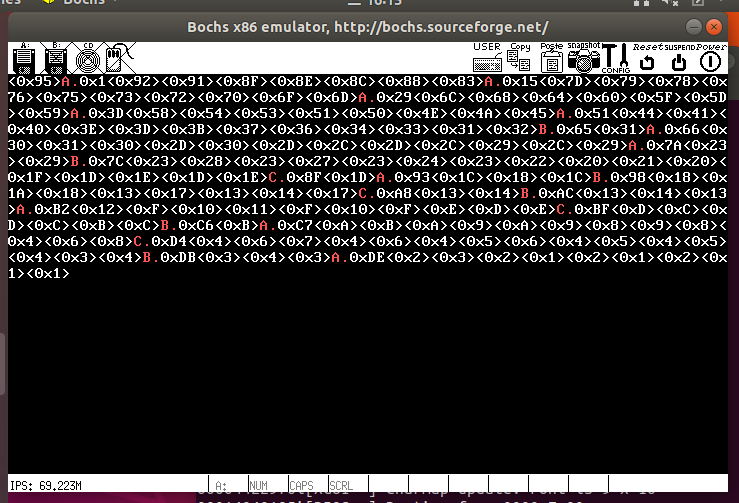 Bochs x86 emulator, http://bochs.sourceforge.net/
A: B: CD USER Copy Paste snapshot CONFIG Reset SUSPEND Power
<0x95>A.0x1<0x92><0x91><0x8F><0x8E><0x8C><0x88><0x83>A.0x15<0x7D><0x79><0x78><0x
76><0x75><0x73><0x72><0x70><0x6F><0x6D>A.0x29<0x6C><0x68><0x64><0x60><0x5F><0x5D
><0x59>A.0x3D<0x58><0x54><0x53><0x51><0x50><0x4E><0x4A><0x45>A.0x51<0x44><0x41><
0x40><0x3E><0x3D><0x3B><0x37><0x36><0x34><0x33><0x31><0x32>B.0x65<0x31>A.0x66<0x
30><0x31><0x30><0x2D><0x30><0x2D><0x2C><0x2D><0x2C><0x29><0x2C><0x29>A.0x7A<0x23
><0x29>B.0x7C<0x23><0x28><0x23><0x27><0x23><0x24><0x23><0x22><0x20><0x21><0x20><
0x1F><0x1D><0x1E><0x1D><0x1E>C.0x8F<0x1D>A.0x93<0x1C><0x18><0x1C>B.0x98<0x18><0x
1A><0x18><0x13><0x17><0x13><0x14><0x17>C.0xA8<0x13><0x14>B.0xAC<0x13><0x14><0x13
>A.0xB2<0x12><0xF><0x10><0x11><0xF><0x10><0xF><0xE><0xD><0xE>C.0xBF<0xD><0xC><0x
D><0xC><0xB><0xC>B.0xC6<0xB>A.0xC7<0xA><0xB><0xA><0x9><0xA><0x9><0x8><0x9><0x8><
0x4><0x6><0x8>C.0xD4<0x4><0x6><0x7><0x4><0x6><0x4><0x5><0x6><0x4><0x5><0x4><0x5>
<0x4><0x3><0x4>B.0xDB<0x3><0x4><0x3>A.0xDE<0x2><0x3><0x2><0x1><0x2><0x1><0x2><0x
1><0x1>
IPS: 69.223M A: NUM CAPS SCRL